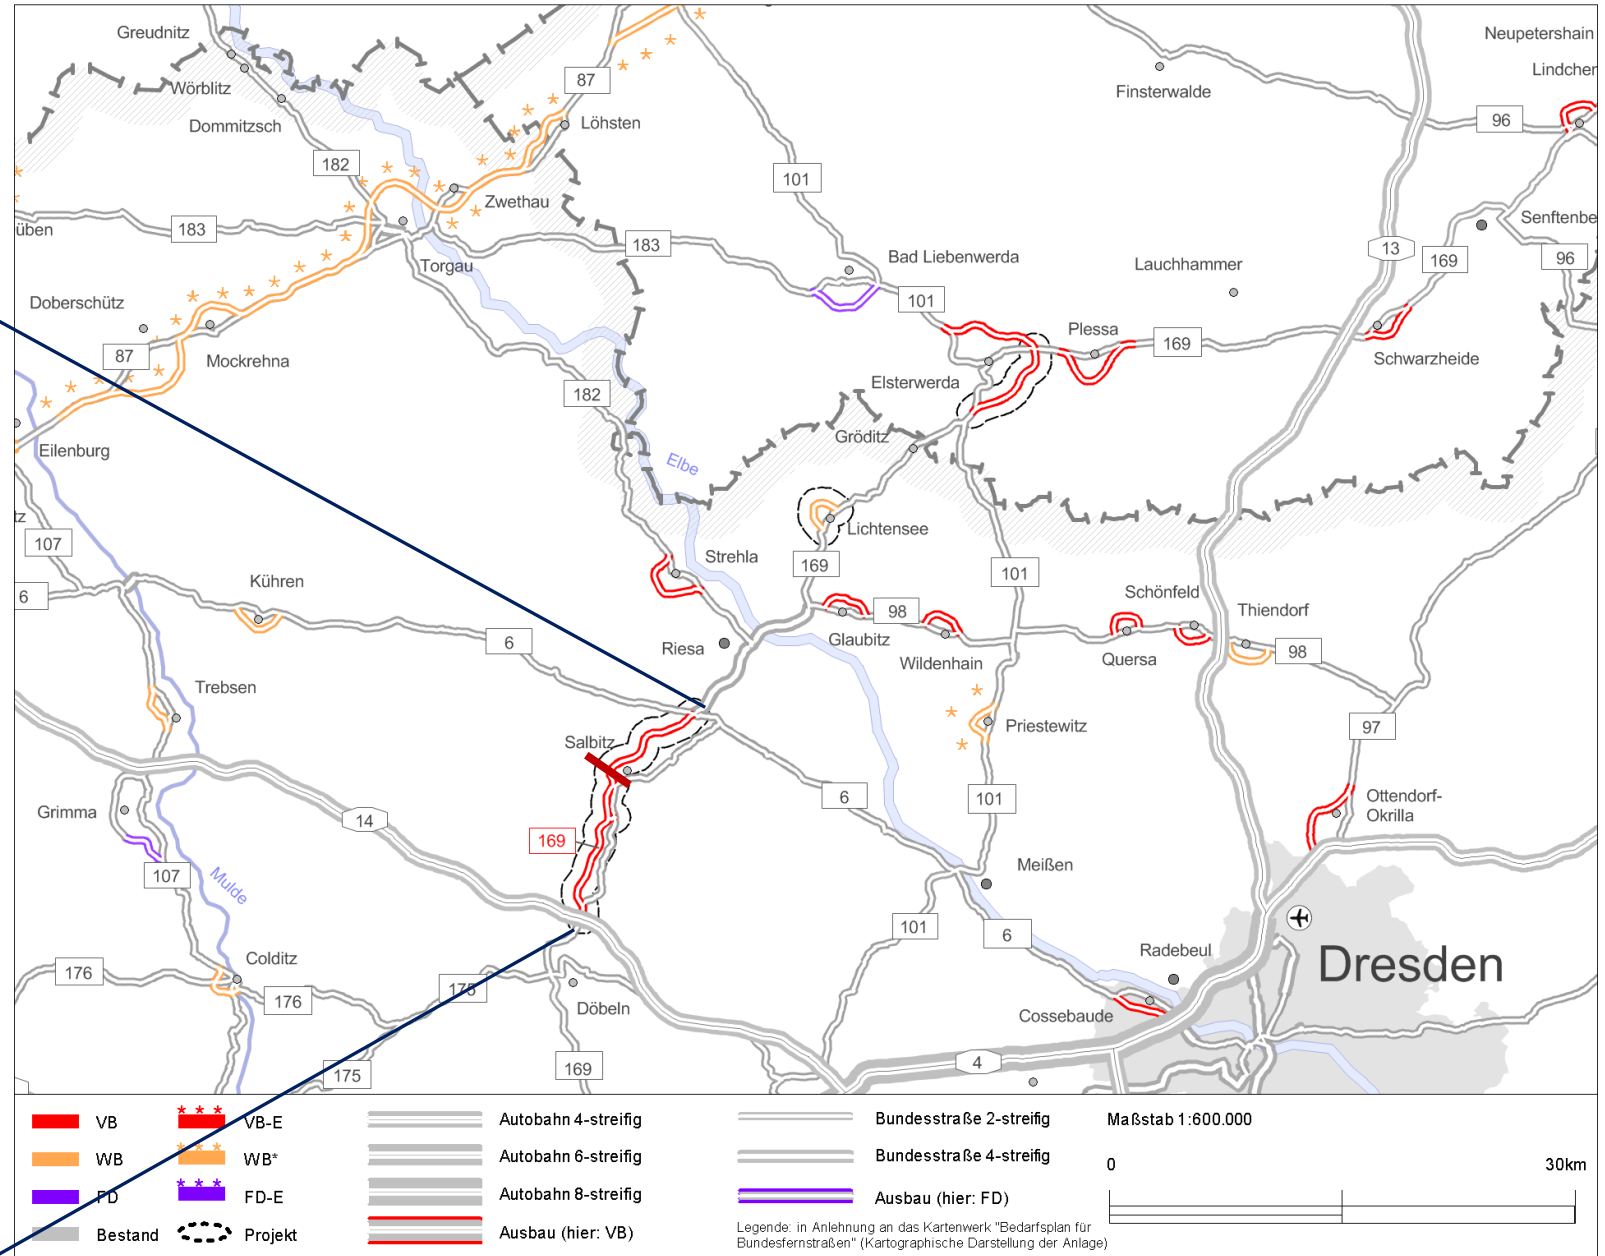 Greudnitz
Neupetershain
Lindchen
Wörblitz
Finsterwalde
87
96
Dommitzsch
Löhsten
182
101
Zwethau
183
üben
183
Senftenbe
Torgau
Bad Liebenwerda
Lauchhammer
13
169
96
Doberschütz
101
87
Mockrehna
Plessa
169
Schwarzheide
182
Elsterwerda
Eilenburg
Gröditz
Elbe
tz
107
Lichtensee
Strehla
169
101
6
Kühren
Schönfeld
Thiendorf
98
6
Riesa
Glaubitz
Wildenhain
Quersa
98
Trebsen
Priestewitz
97
Salbitz
6
101
Ottendorf-
Okrilla
Grimma
14
169
107
Mulde
Meißen
101
6
Radebeul
Dresden
Colditz
176
176
175
Döbeln
Cossebaude
175
169
4
VB
VB-E
Autobahn 4-streifig
Bundesstraße 2-streifig
Maßstab 1:600.000
WB
WB*
Autobahn 6-streifig
Bundesstraße 4-streifig
0
30km
FD
FD-E
Autobahn 8-streifig
Ausbau (hier: FD)
Bestand
Projekt
Ausbau (hier: VB)
Legende: in Anlehnung an das Kartenwerk "Bedarfsplan für
Bundesfernstraßen" (Kartographische Darstellung der Anlage)